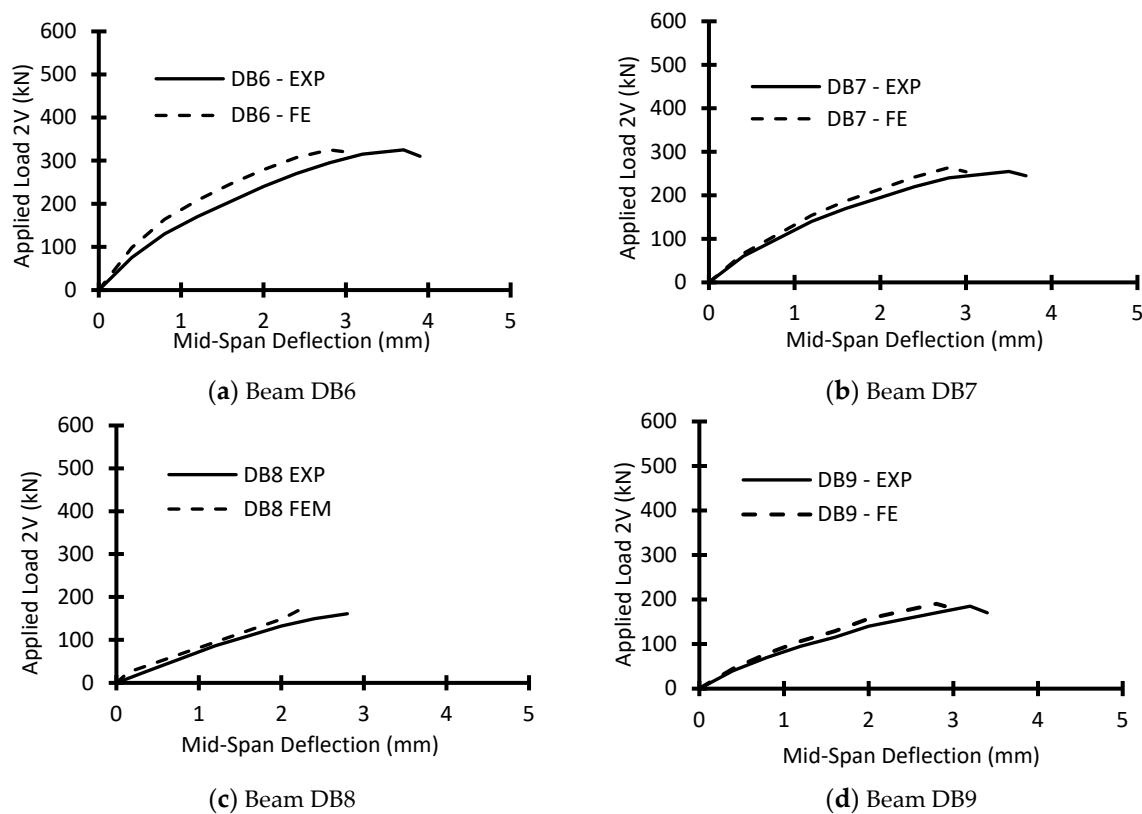 600
500
400
300
200
100
0
Applied Load 2V (kN)
DB6 - EXP
DB6 - FE
0 1 2 3 4 5
Mid-Span Deflection (mm)
(a) Beam DB6
600
500
400
300
200
100
0
Applied Load 2V (kN)
DB7 - EXP
DB7 - FE
0 1 2 3 4 5
Mid-Span Deflection (mm)
(b) Beam DB7
600
500
400
300
200
100
0
Applied Load 2V (kN)
DB8 EXP
DB8 FEM
0 1 2 3 4 5
Mid-Span Deflection (mm)
(c) Beam DB8
600
500
400
300
200
100
0
Applied Load 2V (kN)
DB9 - EXP
DB9 - FE
0 1 2 3 4 5
Mid-Span Deflection (mm)
(d) Beam DB9